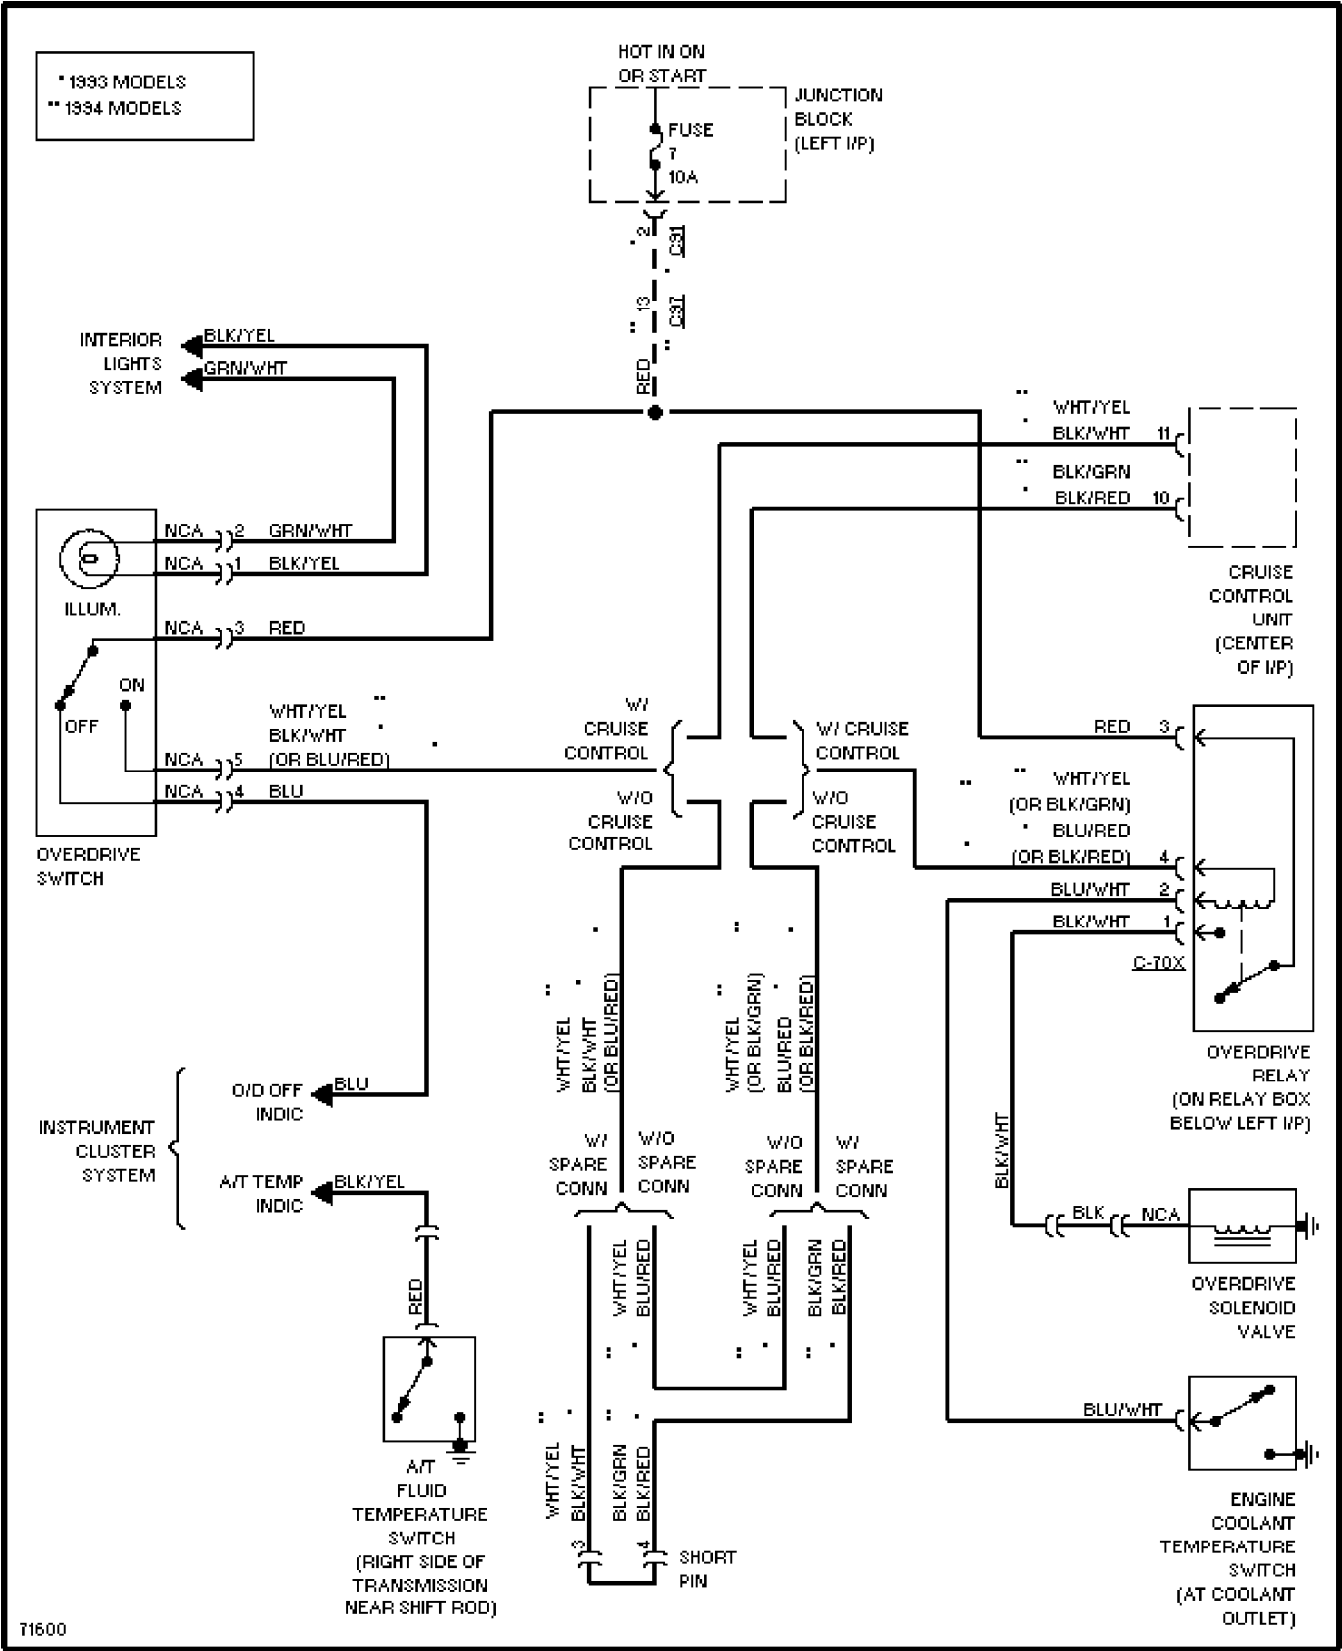 * 1993 MODELS
** 1994 MODELS
HOT IN ON
OR START
JUNCTION
BLOCK
(LEFT I/P)
FUSE
7
10A
2
C91
*
*
13
C97
**
**
RED
INTERIOR
LIGHTS
SYSTEM
BLK/YEL
GRN/WHT
**
WHT/YEL
*
BLK/WHT 11
**
BLK/GRN
*
BLK/RED 10
CRUISE
CONTROL
UNIT
(CENTER
OF I/P)
NCA 2 GRN/WHT
NCA 1 BLK/YEL
ILLUM.
NCA 3 RED
ON
OFF
WHT/YEL **
BLK/WHT *
(OR BLU/RED) *
NCA 5
NCA 4 BLU
OVERDRIVE
SWITCH
W/
CRUISE
CONTROL
W/O
CRUISE
CONTROL
W/ CRUISE
CONTROL
W/O
CRUISE
CONTROL
RED 3
** WHT/YEL
** (OR BLK/GRN)
* BLU/RED
* (OR BLK/RED) 4
BLU/WHT 2
BLK/WHT 1
C-70X
OVERDRIVE
RELAY
(ON RELAY BOX
BELOW LEFT I/P)
WHT/YEL **
BLK/WHT *
(OR BLU/RED) *
WHT/YEL **
(OR BLK/GRN) **
BLU/RED *
(OR BLK/RED) *
INSTRUMENT
CLUSTER
SYSTEM
O/D OFF
INDIC
BLU
A/T TEMP
INDIC
BLK/YEL
RED
A/T
FLUID
TEMPERATURE
SWITCH
(RIGHT SIDE OF
TRANSMISSION
NEAR SHIFT ROD)
W/
SPARE
CONN
W/O
SPARE
CONN
W/O
SPARE
CONN
W/
SPARE
CONN
WHT/YEL **
BLU/RED *
WHT/YEL **
BLU/RED *
BLK/GRN **
BLK/RED *
WHT/YEL **
BLK/WHT *
BLK/GRN **
BLK/RED *
3
4
SHORT
PIN
BLK/WHT
BLK
NCA
OVERDRIVE
SOLENOID
VALVE
BLU/WHT
ENGINE
COOLANT
TEMPERATURE
SWITCH
(AT COOLANT
OUTLET)
71600